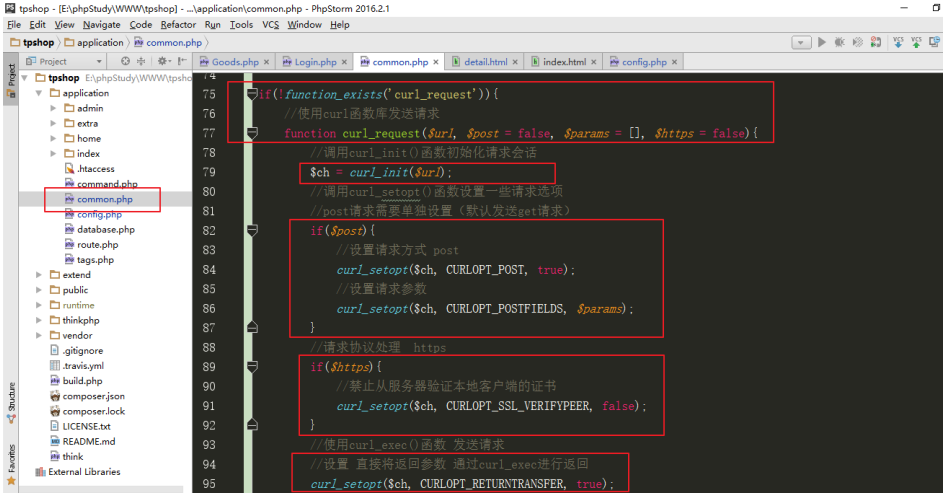 tpshop - [E:\phpStudy\WWW\tpshop] - ...\application\common.php - PhpStorm 2016.2.1
File Edit View Navigate Code Refactor Run Tools VCS Window Help
tpshop application common.php
Project Goods.php Login.php common.php detail.html index.html config.php
Project
Structure
Favorites
tpshop E:\phpStudy\WWW\tpsho
application
admin
extra
home
index
.htaccess
command.php
common.php
config.php
database.php
route.php
tags.php
extend
public
runtime
thinkphp
vendor
.gitignore
.travis.yml
build.php
composer.json
composer.lock
LICENSE.txt
README.md
think
External Libraries
74
75 if(!function_exists('curl_request')){
76 //使用curl函数库发送请求
77 function curl_request($url, $post = false, $params = [], $https = false){
78 //调用curl_init()函数初始化请求会话
79 $ch = curl_init($url);
80 //调用curl_setopt()函数设置一些请求选项
81 //post请求需要单独设置（默认发送get请求）
82 if($post){
83 //设置请求方式 post
84 curl_setopt($ch, CURLOPT_POST, true);
85 //设置请求参数
86 curl_setopt($ch, CURLOPT_POSTFIELDS, $params);
87 }
88 //请求协议处理 https
89 if($https){
90 //禁止从服务器验证本地客户端的证书
91 curl_setopt($ch, CURLOPT_SSL_VERIFYPEER, false);
92 }
93 //使用curl_exec()函数 发送请求
94 //设置 直接将返回参数 通过curl_exec进行返回
95 curl_setopt($ch, CURLOPT_RETURNTRANSFER, true);